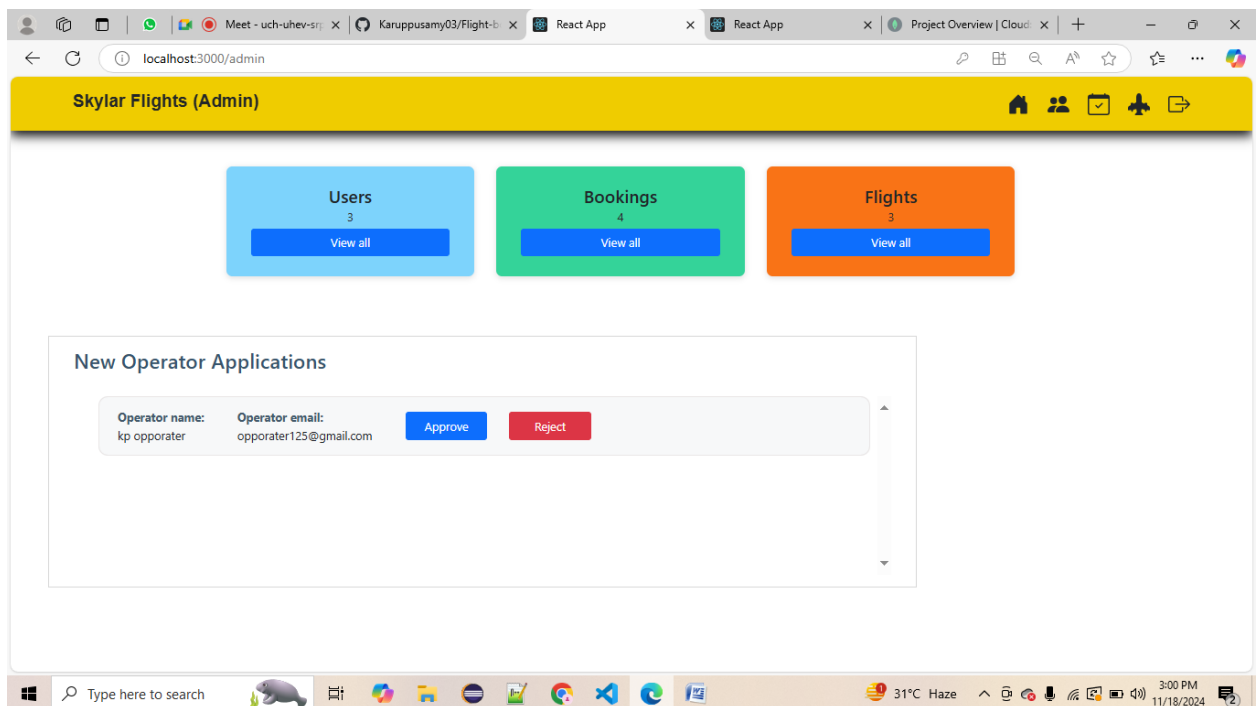 Meet - uch-uhev-srp
Karuppusamy03/Flight-b
React App
React App
Project Overview | Cloud:
localhost:3000/admin
Skylar Flights (Admin)
Users
3
View all
Bookings
4
View all
Flights
3
View all
New Operator Applications
Operator name:
kp opporater
Operator email:
opporater125@gmail.com
Approve
Reject
Type here to search
31°C Haze
3:00 PM
11/18/2024
2